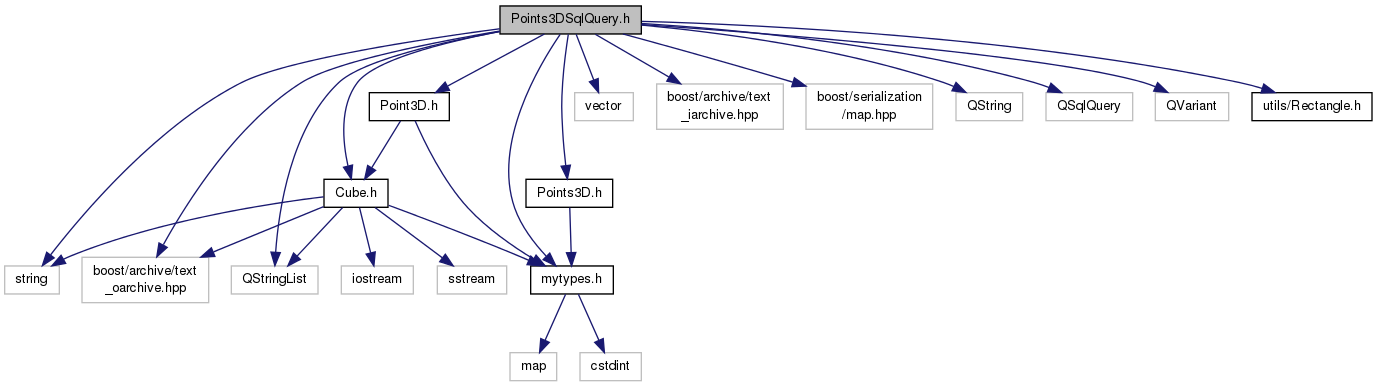 Points3DSqlQuery.h
Point3D.h
vector
boost/archive/text
_iarchive.hpp
boost/serialization
/map.hpp
QString
QSqlQuery
QVariant
utils/Rectangle.h
Cube.h
Points3D.h
string
boost/archive/text
_oarchive.hpp
QStringList
iostream
sstream
mytypes.h
map
cstdint